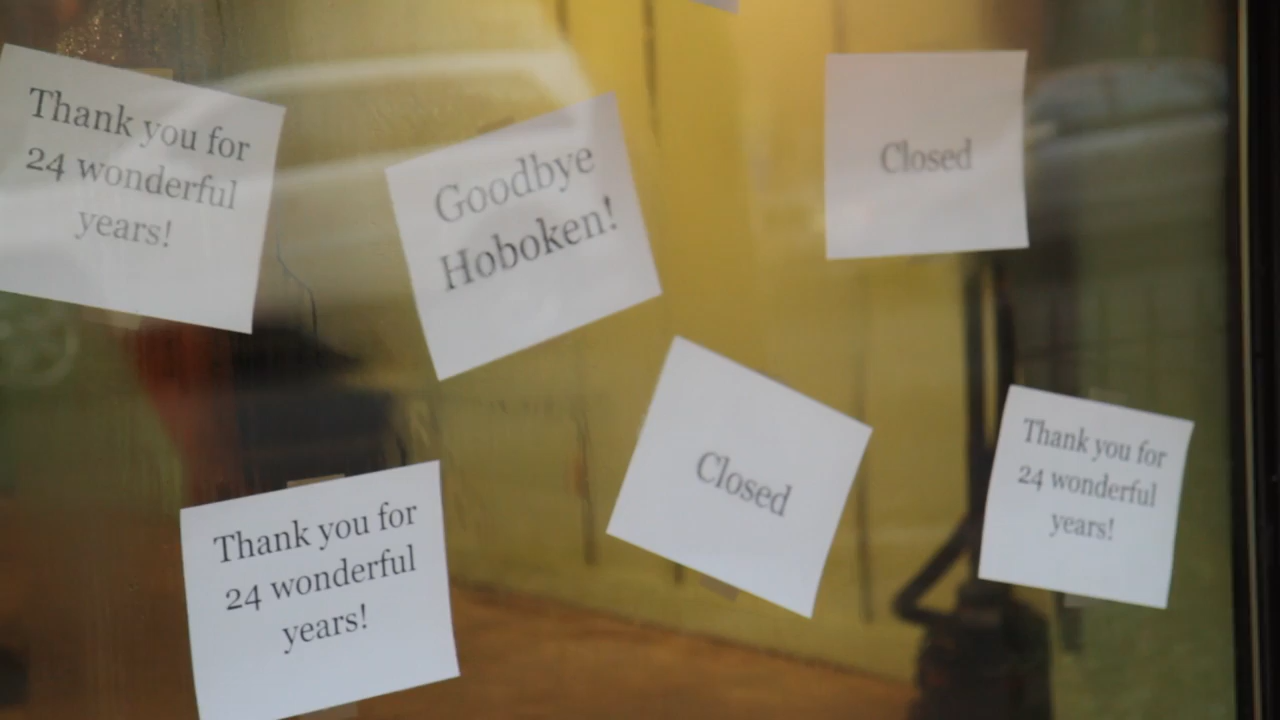 Thank you for
24 wonderful
years!
Goodbye
Hoboken!
Closed
Closed
Thank you for
24 wonderful
years!
Thank you for
24 wonderful
years!